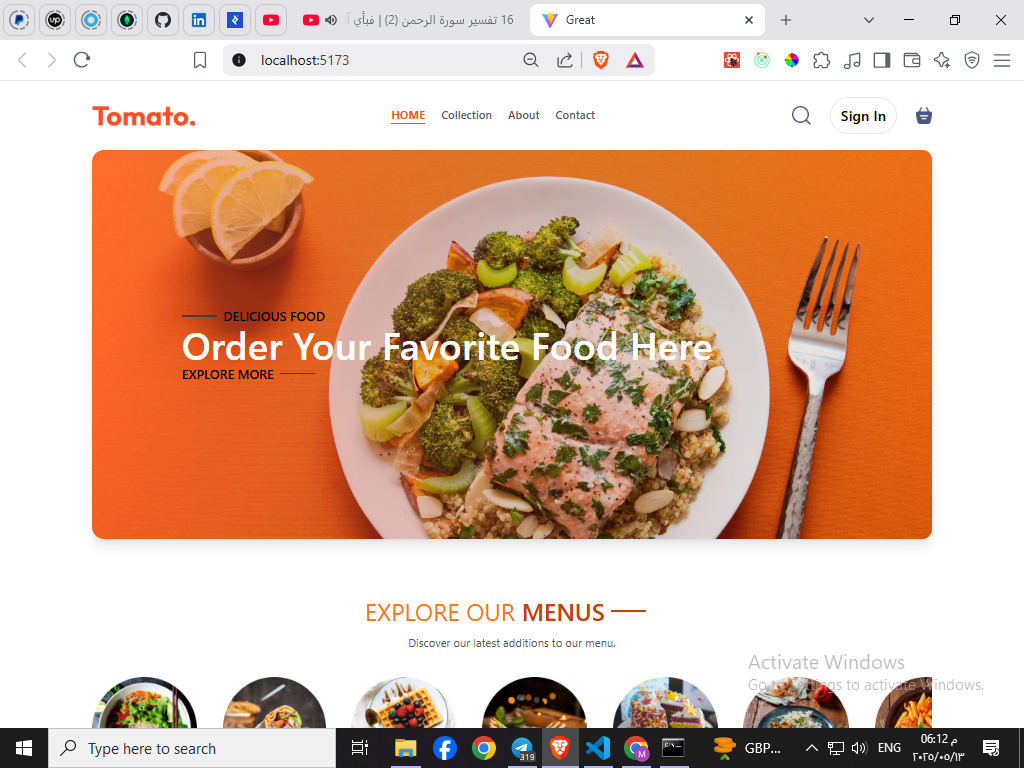 up
16 تفسير سورة الرحمن (2) | فبأي آ
Great
localhost:5173
Tomato.
HOME
Collection
About
Contact
Sign In
DELICIOUS FOOD
Order Your Favorite Food Here
EXPLORE MORE
EXPLORE OUR MENUS
Discover our latest additions to our menu.
Activate Windows
Go to Settings to activate Windows.
Type here to search
319
M
GBP...
ENG
06:12 م
٢٠٢٥/٠٥/١٣